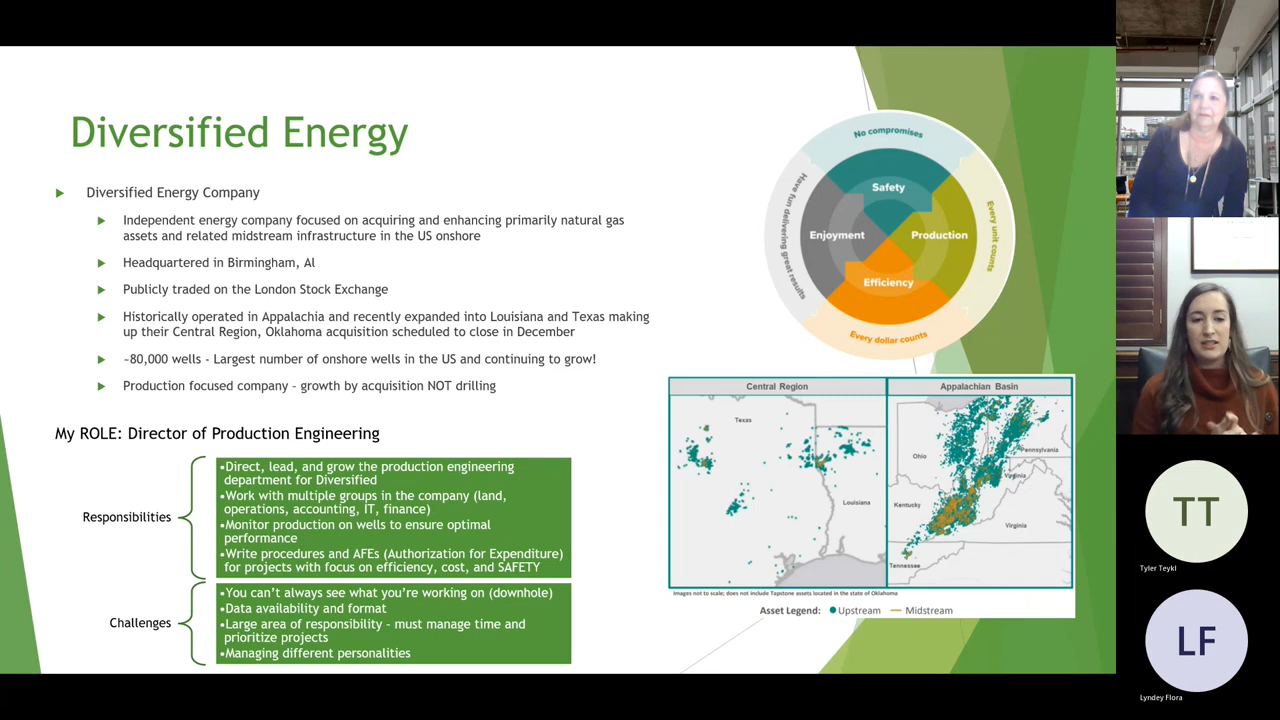 Diversified Energy
Diversified Energy Company
Independent energy company focused on acquiring and enhancing primarily natural gas
assets and related midstream infrastructure in the US onshore
Headquartered in Birmingham, Al
Publicly traded on the London Stock Exchange
Historically operated in Appalachia and recently expanded into Louisiana and Texas making
up their Central Region, Oklahoma acquisition scheduled to close in December
~80,000 wells - Largest number of onshore wells in the US and continuing to grow!
Production focused company – growth by acquisition NOT drilling
My ROLE: Director of Production Engineering
Responsibilities
•Direct, lead, and grow the production engineering
department for Diversified
•Work with multiple groups in the company (land,
operations, accounting, IT, finance)
•Monitor production on wells to ensure optimal
performance
•Write procedures and AFEs (Authorization for Expenditure)
for projects with focus on efficiency, cost, and SAFETY
Challenges
•You can't always see what you're working on (downhole)
•Data availability and format
•Large area of responsibility – must manage time and
prioritize projects
•Managing different personalities
No compromises
Safety
Have fun delivering great results
Enjoyment
Production
Every unit counts
Efficiency
Every dollar counts
Central Region
Appalachian Basin
Texas
Louisiana
Ohio
Pennsylvania
Virginia
Kentucky
Virginia
Tennessee
Images not to scale; does not include Tapstone assets located in the state of Oklahoma
Asset Legend: Upstream Midstream
TT
Tyler Teykl
LF
Lyndey Flora